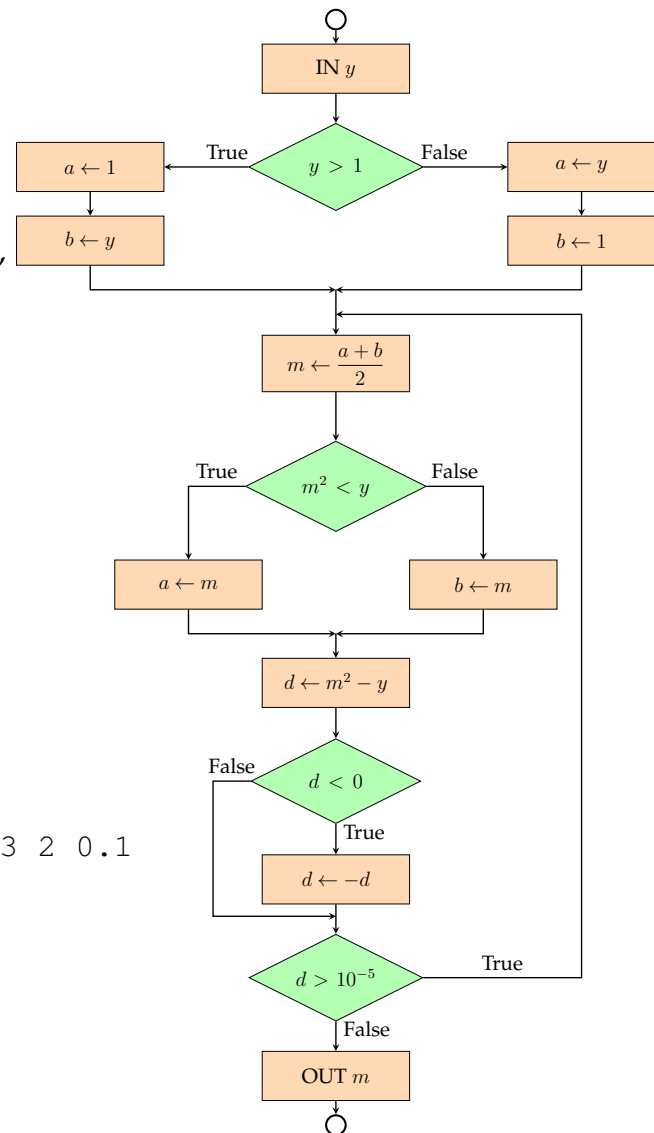 IN y
True
False
y > 1
a ← 1
a ← y
b ← y
b ← 1
,
m ← a + b / 2
True
False
m² < y
a ← m
b ← m
d ← m² − y
False
d < 0
True
3 2 0.1
d ← −d
d > 10⁻⁵
True
False
OUT m